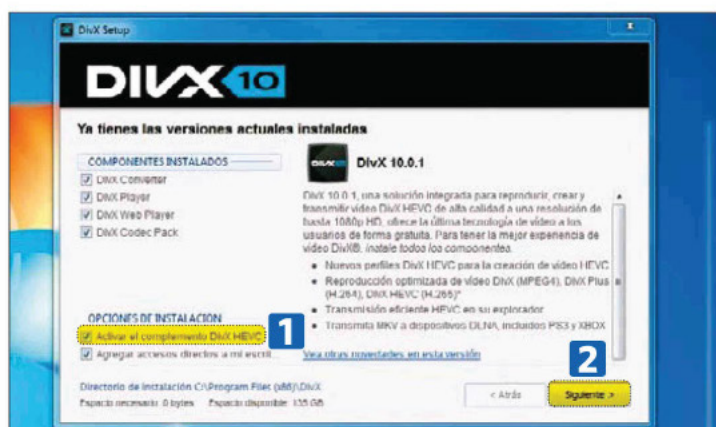 DivX Setup
x
DIVX 10
Ya tienes las versiones actuales instaladas
COMPONENTES INSTALADOS
DivX Converter
DivX Player
DivX Web Player
DivX Codec Pack
OPCIONES DE INSTALACION
Activar el complemento DivX HEVC
1
Agregar accesos directos a mi escrit...
DIVX 10
DivX 10.0.1
DivX 10.0.1, una solución integrada para reproducir, crear y
transmitir vídeo DivX HEVC de alta calidad a una resolución de
hasta 1080p HD, ofrece la última tecnología de vídeo a los
usuarios de forma gratuita. Para tener la mejor experiencia de
vídeo DivX®, instale todos los componentes.
• Nuevos perfiles DivX HEVC para la creación de vídeo HEVC
• Reproducción optimizada de vídeo DivX (MPEG4), DivX Plus
(H.264), DivX HEVC (H.265)*
• Transmisión eficiente HEVC en su explorador
• Transmita MKV a dispositivos DLNA, incluidos PS3 y XBOX
Vea otras novedades en esta versión
2
Directorio de instalación C:\Program Files (x86)\DivX
Espacio necesario 0 bytes Espacio disponible: 135 GB
< Atrás
Siguiente >